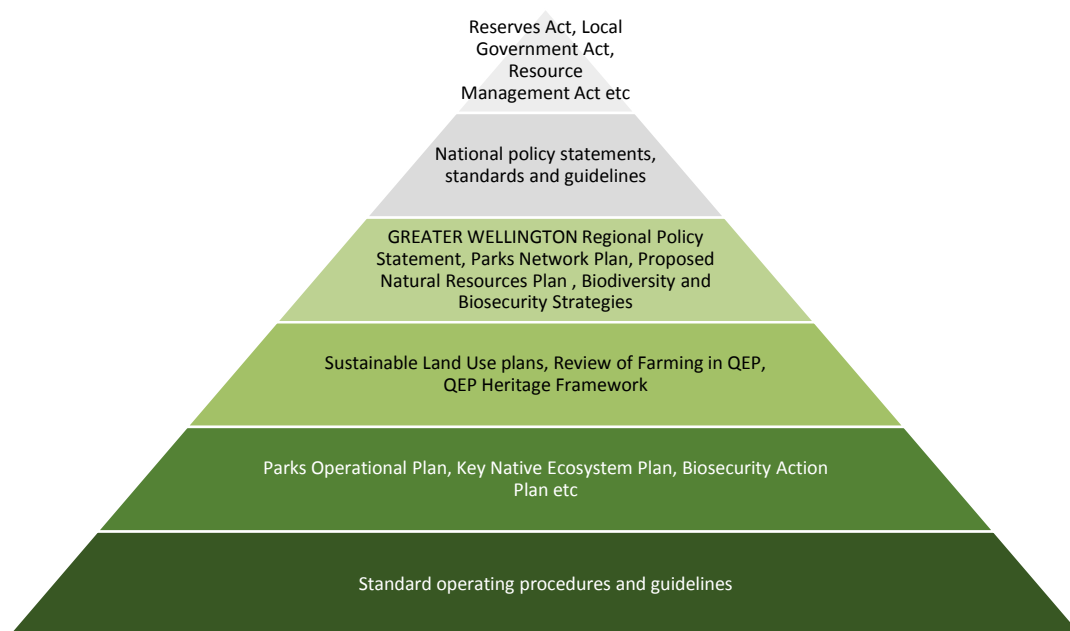 Reserves Act, Local
Government Act,
Resource
Management Act etc
National policy statements,
standards and guidelines
GREATER WELLINGTON Regional Policy
Statement, Parks Network Plan, Proposed
Natural Resources Plan , Biodiversity and
Biosecurity Strategies
Sustainable Land Use plans, Review of Farming in QEP,
QEP Heritage Framework
Parks Operational Plan, Key Native Ecosystem Plan, Biosecurity Action
Plan etc
Standard operating procedures and guidelines